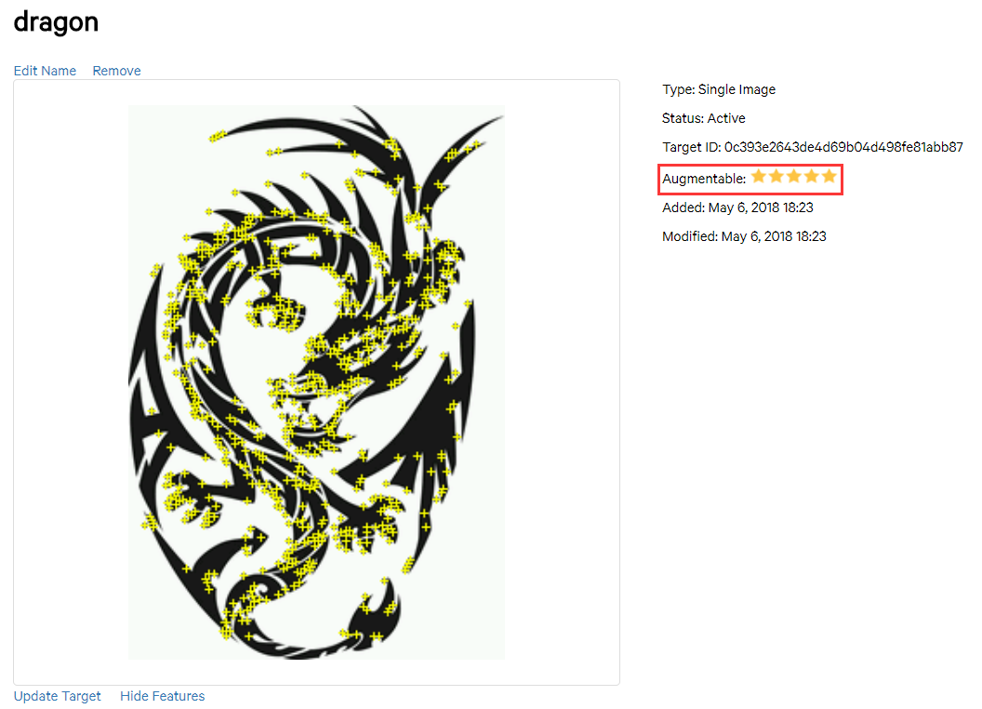 dragon
Edit Name Remove
Type: Single Image
Status: Active
Target ID: 0c393e2643de4d69b04d498fe81abb87
Augmentable:
Added: May 6, 2018 18:23
Modified: May 6, 2018 18:23
Update Target Hide Features